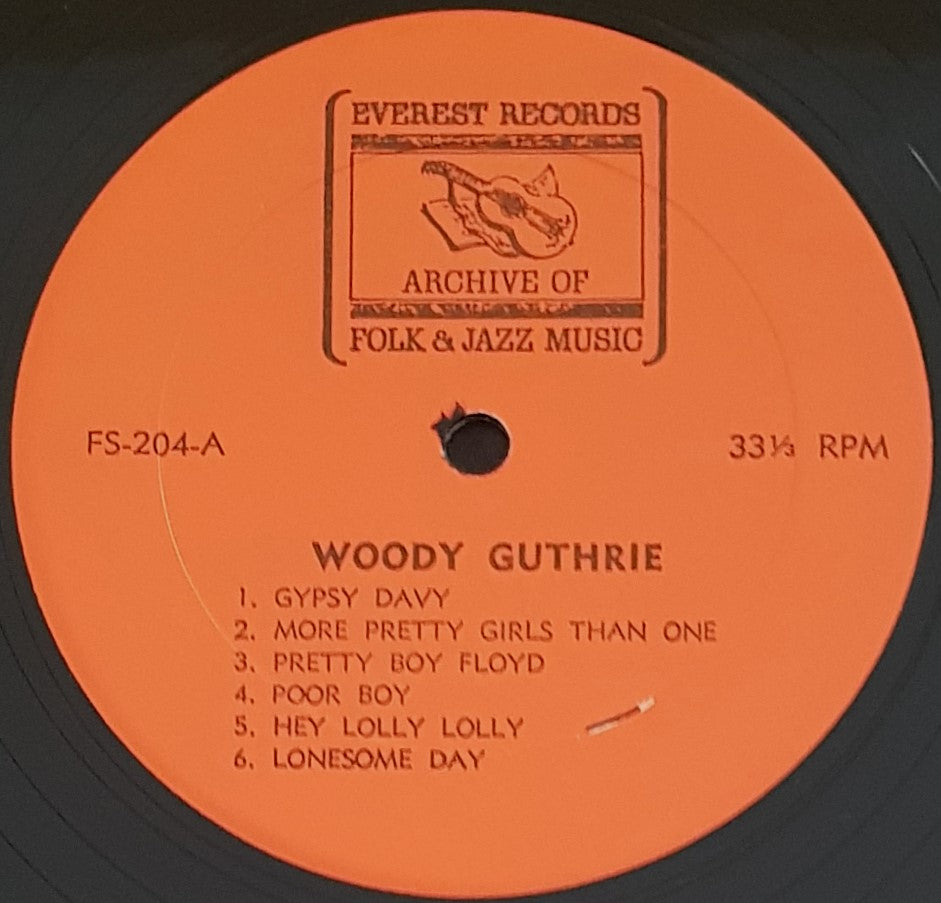 EVEREST RECORDS
ARCHIVE OF
FOLK & JAZZ MUSIC
FS-204-A
33⅓ RPM
WOODY GUTHRIE
1. GYPSY DAVY
2. MORE PRETTY GIRLS THAN ONE
3. PRETTY BOY FLOYD
4. POOR BOY
5. HEY LOLLY LOLLY
6. LONESOME DAY